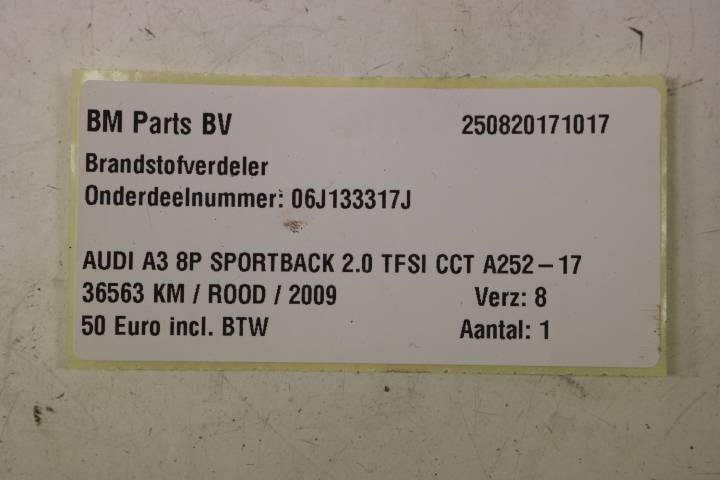 BM Parts BV 250820171017
Brandstofverdeler
Onderdeelnummer: 06J133317J
AUDI A3 8P SPORTBACK 2.0 TFSI CCT A252-17
36563 KM / ROOD / 2009 Verz: 8
50 Euro incl. BTW Aantal: 1